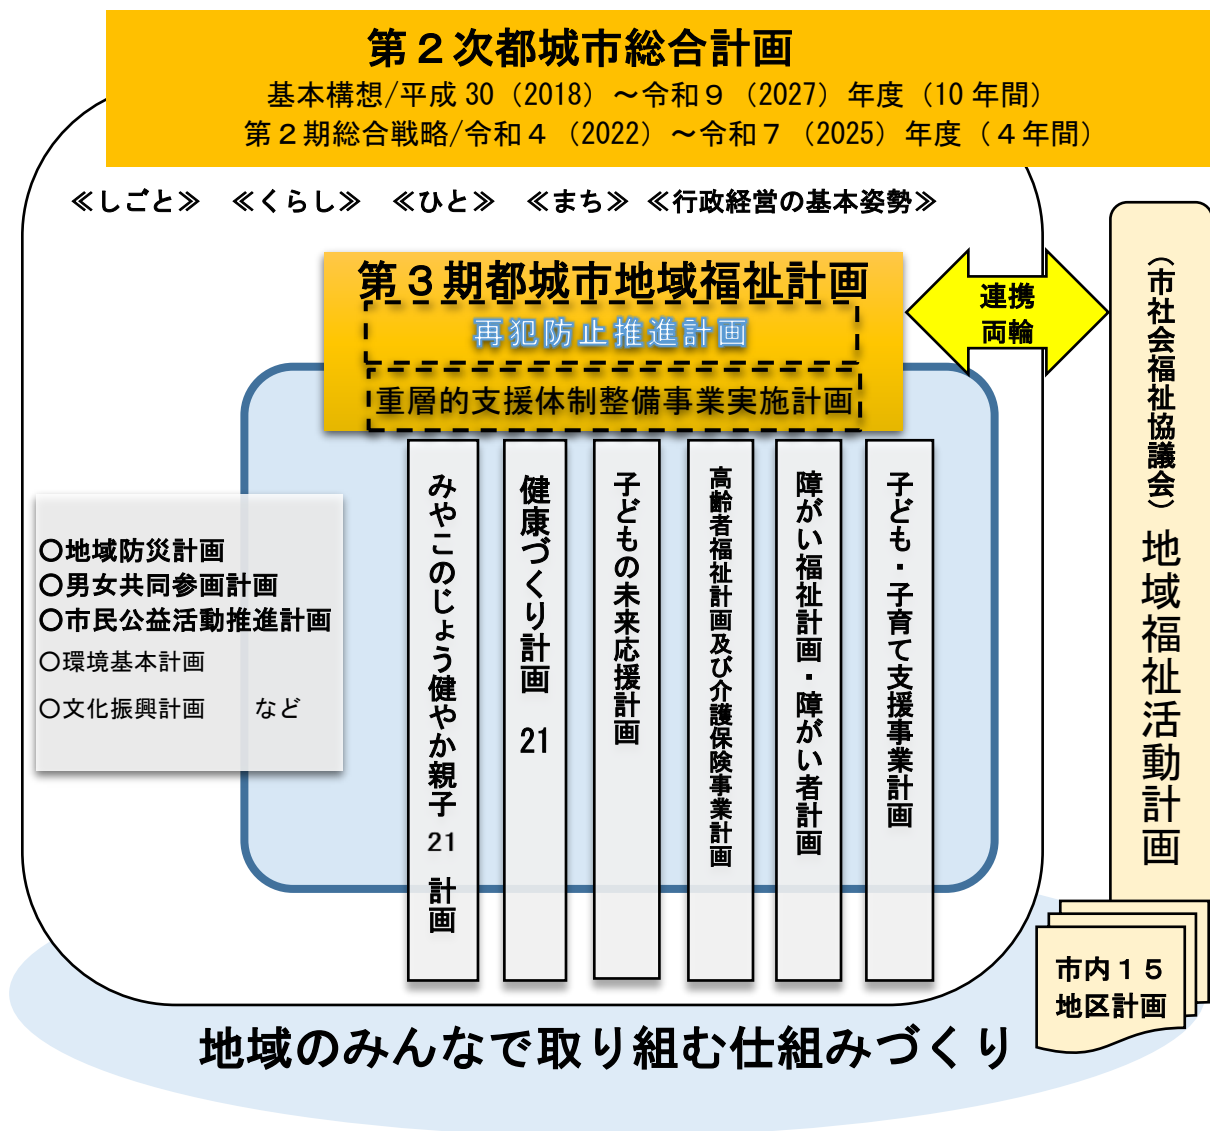 第２次都城市総合計画
基本構想/平成 30（2018）～令和９（2027）年度（10 年間）
第２期総合戦略/令和４（2022）～令和７（2025）年度（４年間）
≪しごと≫　≪くらし≫　≪ひと≫　≪まち≫ ≪行政経営の基本姿勢≫
第３期都城市地域福祉計画
再犯防止推進計画
重層的支援体制整備事業実施計画
連携
両輪
（市社会福祉協議会）地域福祉活動計画
〇地域防災計画
〇男女共同参画計画
〇市民公益活動推進計画
〇環境基本計画
〇文化振興計画　　など
みやこのじょう健やか親子 21 計画
健康づくり計画 21
子どもの未来応援計画
高齢者福祉計画及び介護保険事業計画
障がい福祉計画・障がい者計画
子ども・子育て支援事業計画
市内１５
地区計画
地域のみんなで取り組む仕組みづくり